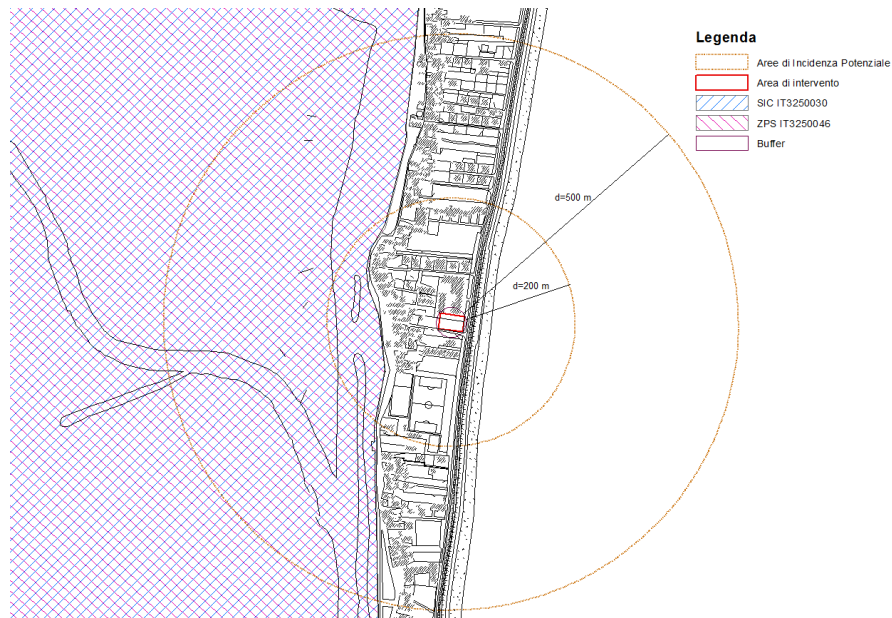 Legenda
Aree di Incidenza Potenziale
Area di intervento
SIC IT3250030
ZPS IT3250046
Buffer
d=500 m
d=200 m